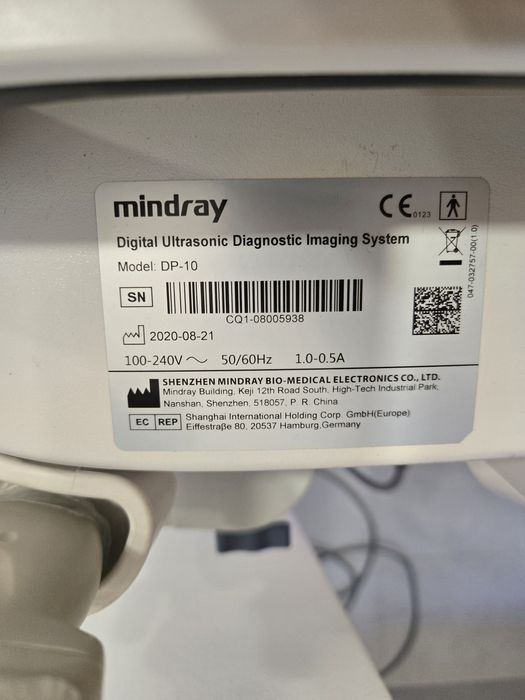 mindray
CE 0123
Digital Ultrasonic Diagnostic Imaging System
Model: DP-10
SN
CQ1-08005938
2020-08-21
100-240V ~ 50/60Hz 1.0-0.5A
SHENZHEN MINDRAY BIO-MEDICAL ELECTRONICS CO., LTD.
Mindray Building, Keji 12th Road South, High-Tech Industrial Park,
Nanshan, Shenzhen, 518057, P. R. China
EC REP
Shanghai International Holding Corp. GmbH(Europe)
Eiffestraße 80, 20537 Hamburg,Germany
047-032757-00(1.0)